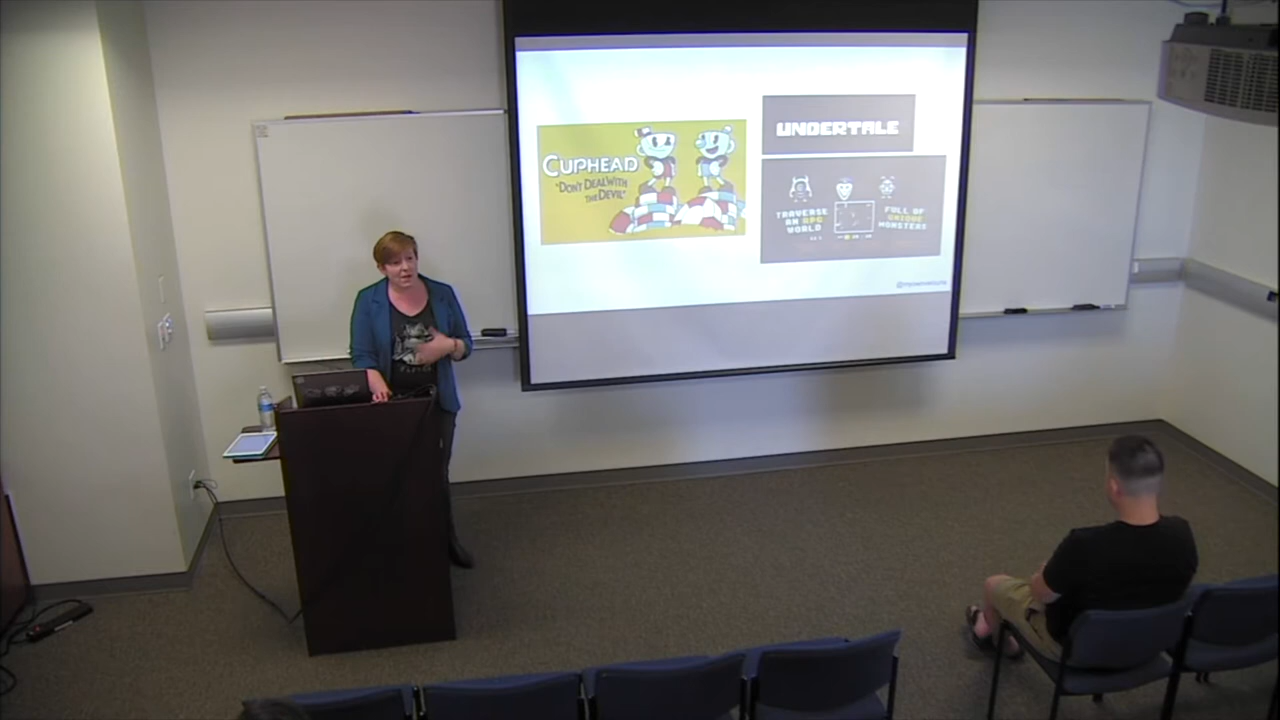 CUPHEAD
"DON'T DEAL WITH
THE DEVIL"
UNDERTALE
TRAVERSE
AN RPG
WORLD
FULL OF
UNIQUE
MONSTERS